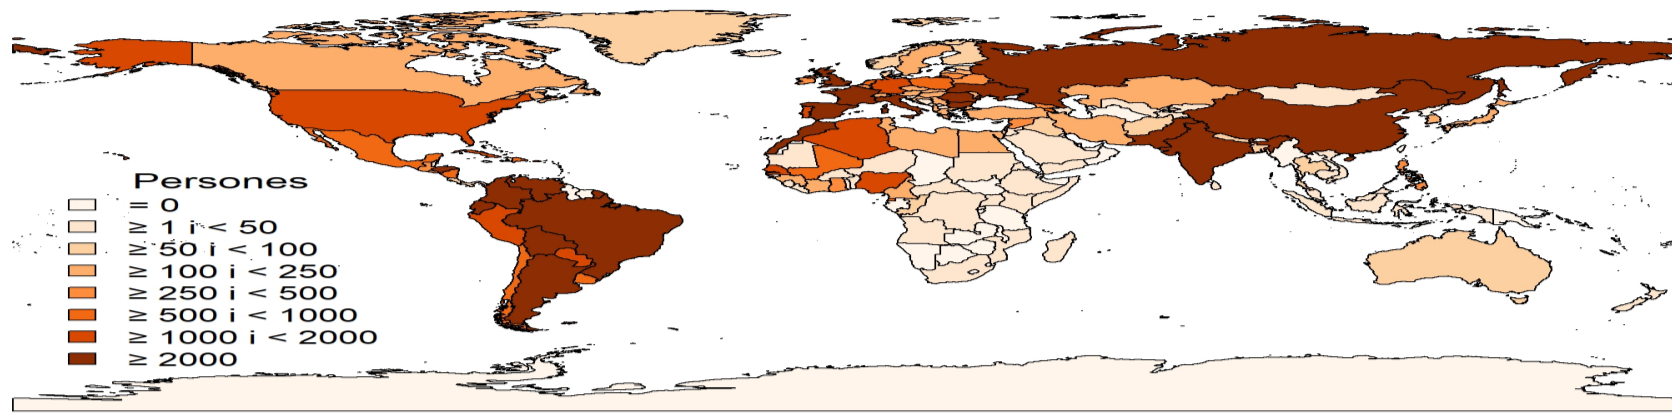 Persones
= 0
≥ 1 i < 50
≥ 50 i < 100
≥ 100 i < 250
≥ 250 i < 500
≥ 500 i < 1000
≥ 1000 i < 2000
≥ 2000